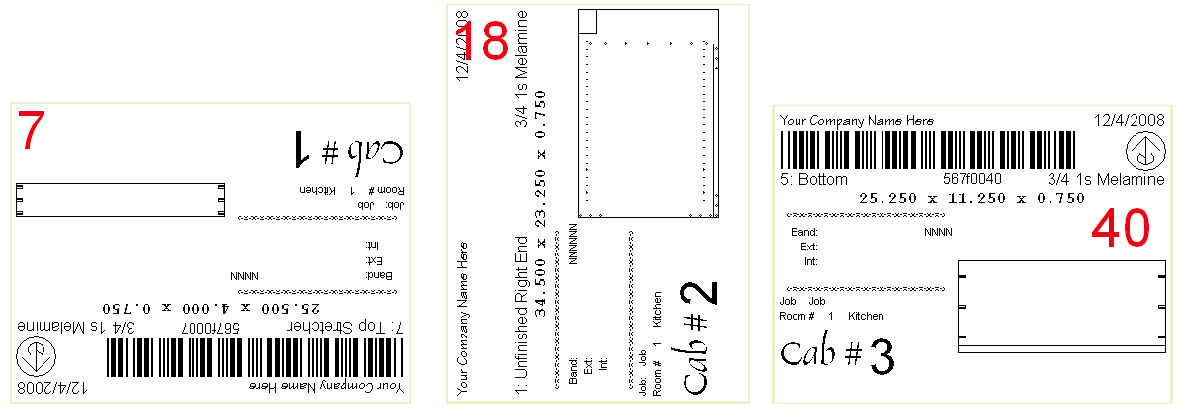 7
Your Company Name Here
12/4/2008
7: Top Stretcher 567f0007 3/4 1s Melamine
25.500 x 4.000 x 0.750
Band: NNNN
Ext:
Int:
Job: Job
Room # 1 Kitchen
Cab # 1
18
Your Company Name Here 12/4/2008
1: Unfinished Right End 3/4 1s Melamine
34.500 x 23.250 x 0.750
Band: NNNNNN
Ext:
Int:
Job: Job
Room # 1 Kitchen
Cab # 2
Your Company Name Here 12/4/2008
5: Bottom 567f0040 3/4 1s Melamine
25.250 x 11.250 x 0.750
40
Eand: NNNN
Ext:
Int:
Job Job
Room # 1 Kitchen
Cab # 3